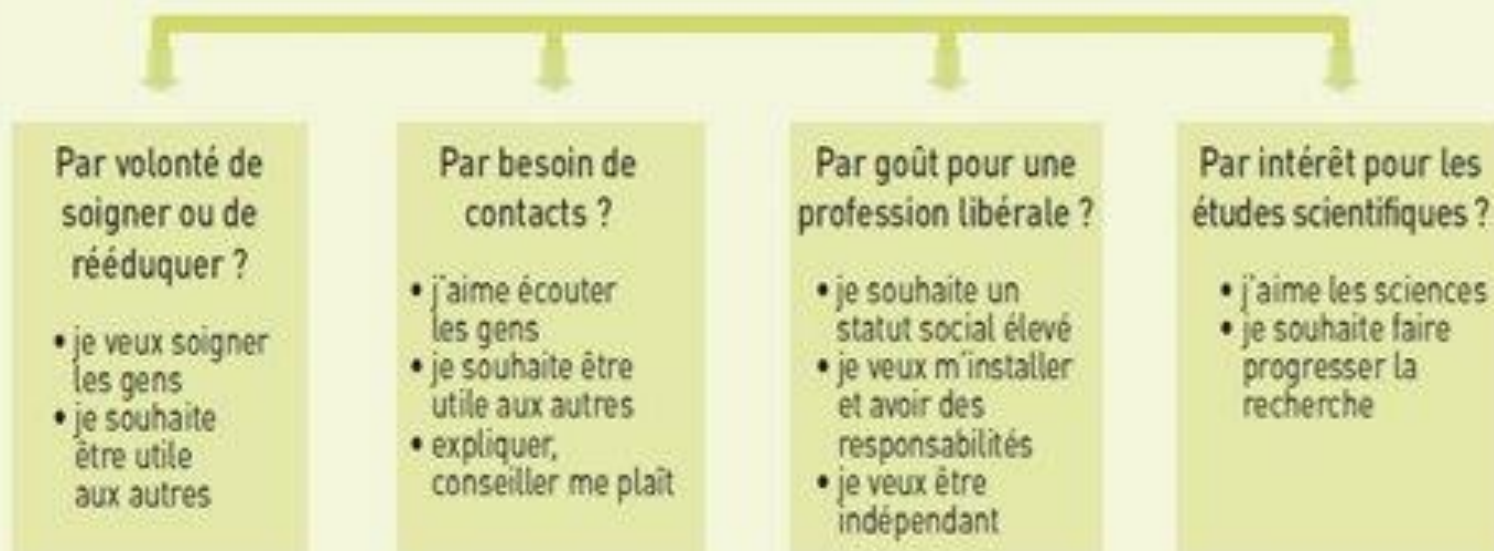 Par volonté de
soigner ou de
rééduquer ?
• je veux soigner
les gens
• je souhaite
être utile
aux autres
Par besoin de
contacts ?
• j'aime écouter
les gens
• je souhaite être
utile aux autres
• expliquer,
conseiller me plaît
Par goût pour une
profession libérale ?
• je souhaite un
statut social élevé
• je veux m'installer
et avoir des
responsabilités
• je veux être
indépendant
Par intérêt pour les
études scientifiques ?
• j'aime les sciences
• je souhaite faire
progresser la
recherche